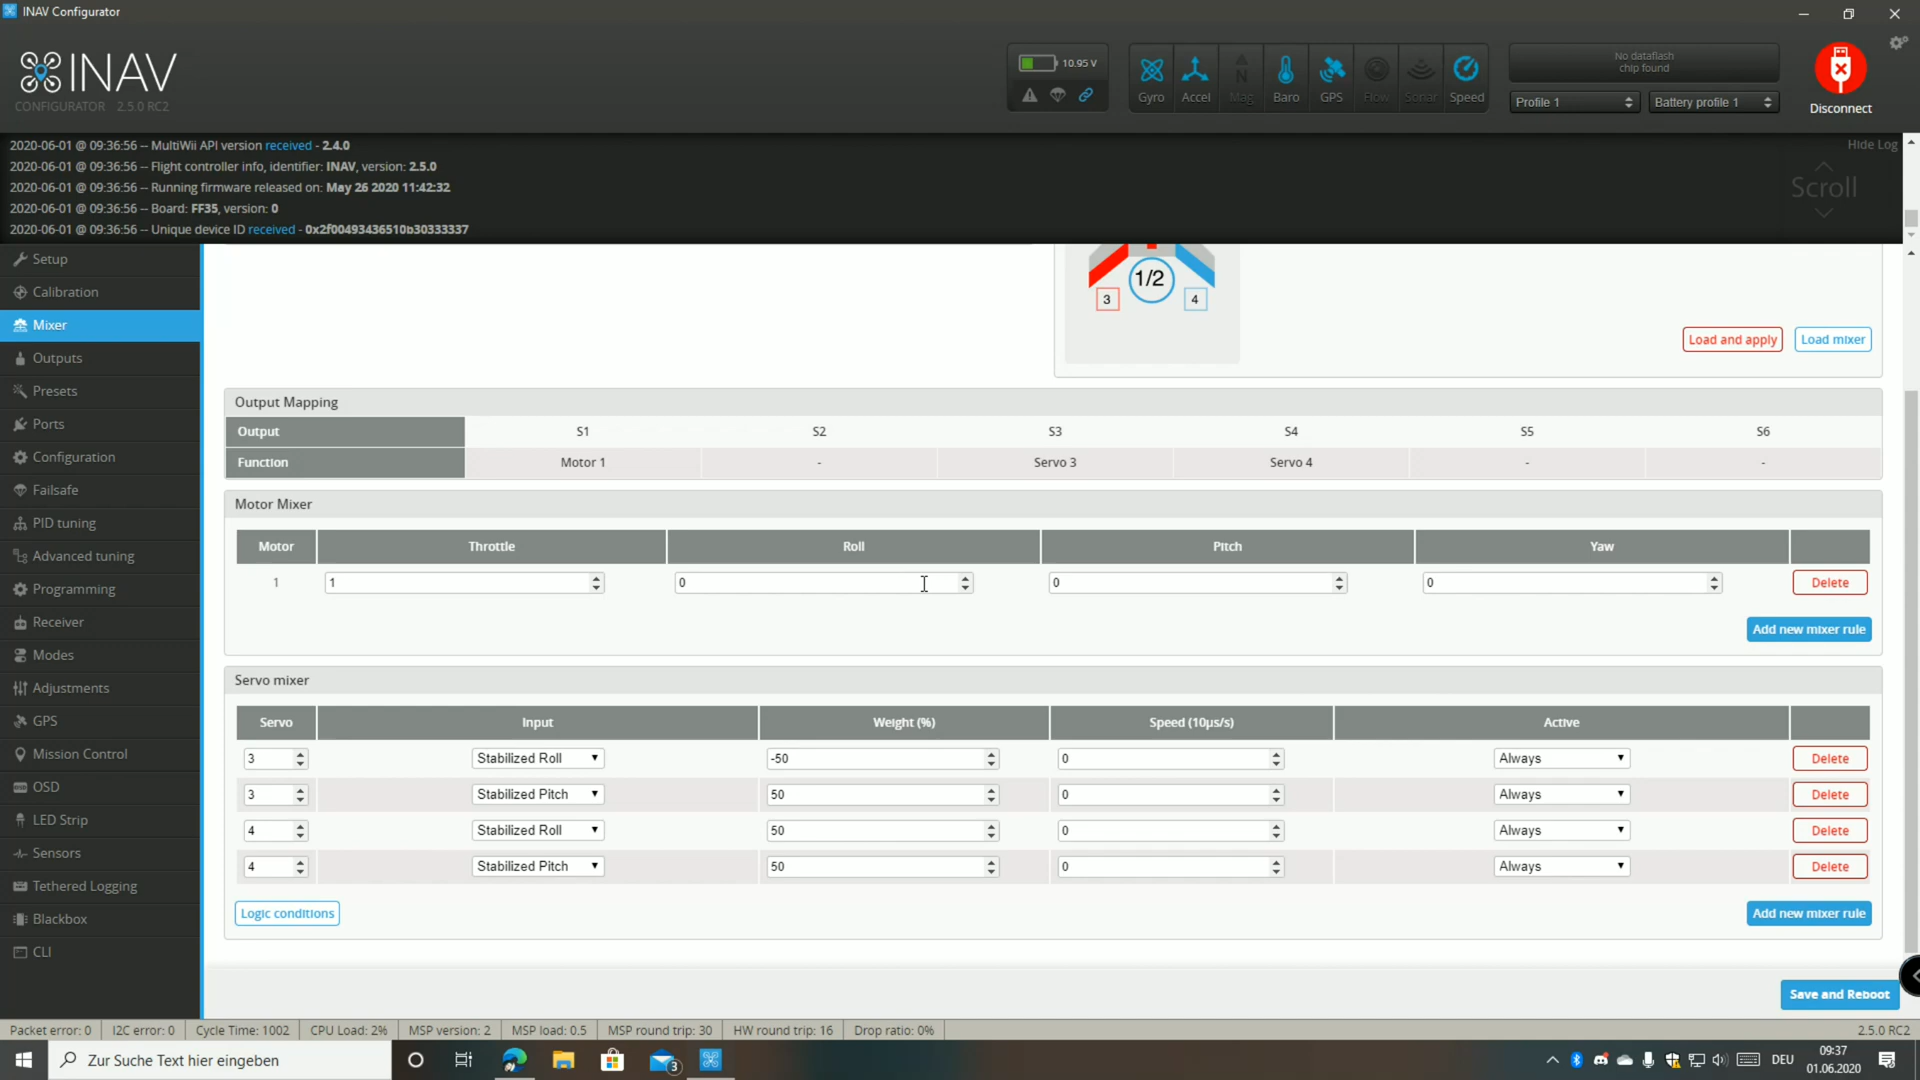 INAV Configurator
INAV
CONFIGURATOR 2.5.0 RC2
10.95 V
Gyro Accel Mag Baro GPS Flow Sonar Speed
No dataflash
chip found
Profile 1 Battery profile 1
Disconnect
2020-06-01 @ 09:36:56 -- MultiWii API version received - 2.4.0
2020-06-01 @ 09:36:56 -- Flight controller info, identifier: INAV, version: 2.5.0
2020-06-01 @ 09:36:56 -- Running firmware released on: May 26 2020 11:42:32
2020-06-01 @ 09:36:56 -- Board: FF35, version: 0
2020-06-01 @ 09:36:56 -- Unique device ID received - 0x2f00493436510b30333337
Hide Log
Scroll
Setup
Calibration
Mixer
Outputs
Presets
Ports
Configuration
Failsafe
PID tuning
Advanced tuning
Programming
Receiver
Modes
Adjustments
GPS
Mission Control
OSD
LED Strip
Sensors
Tethered Logging
Blackbox
CLI
1/2
3 4
Load and apply Load mixer
Output Mapping
Output S1 S2 S3 S4 S5 S6
Function Motor 1 - Servo 3 Servo 4 - -
Motor Mixer
Motor Throttle Roll Pitch Yaw
1 1 0 0 0 Delete
Add new mixer rule
Servo mixer
Servo Input Weight (%) Speed (10µs/s) Active
3 Stabilized Roll -50 0 Always Delete
3 Stabilized Pitch 50 0 Always Delete
4 Stabilized Roll 50 0 Always Delete
4 Stabilized Pitch 50 0 Always Delete
Logic conditions Add new mixer rule
Save and Reboot
Packet error: 0 I2C error: 0 Cycle Time: 1002 CPU Load: 2% MSP version: 2 MSP load: 0.5 MSP round trip: 30 HW round trip: 16 Drop ratio: 0% 2.5.0 RC2
Zur Suche Text hier eingeben
3
DEU
09:37
01.06.2020